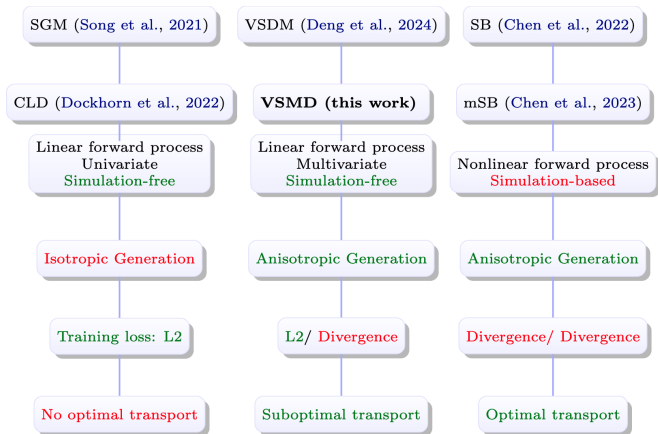 SGM (Song et al., 2021)
VSDM (Deng et al., 2024)
SB (Chen et al., 2022)
CLD (Dockhorn et al., 2022)
VSMD (this work)
mSB (Chen et al., 2023)
Linear forward process
Univariate
Simulation-free
Linear forward process
Multivariate
Simulation-free
Nonlinear forward process
Simulation-based
Isotropic Generation
Anisotropic Generation
Anisotropic Generation
Training loss: L2
L2/ Divergence
Divergence/ Divergence
No optimal transport
Suboptimal transport
Optimal transport